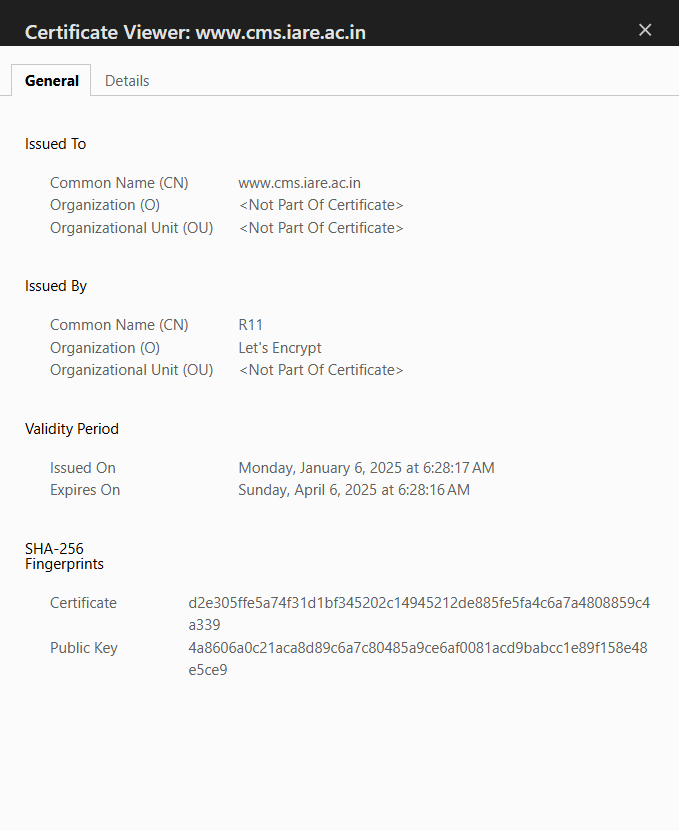 Certificate Viewer: www.cms.iare.ac.in
General Details
Issued To
Common Name (CN) www.cms.iare.ac.in
Organization (O) <Not Part Of Certificate>
Organizational Unit (OU) <Not Part Of Certificate>
Issued By
Common Name (CN) R11
Organization (O) Let's Encrypt
Organizational Unit (OU) <Not Part Of Certificate>
Validity Period
Issued On Monday, January 6, 2025 at 6:28:17 AM
Expires On Sunday, April 6, 2025 at 6:28:16 AM
SHA-256
Fingerprints
Certificate d2e305ffe5a74f31d1bf345202c14945212de885fe5fa4c6a7a4808859c4
a339
Public Key 4a8606a0c21aca8d89c6a7c80485a9ce6af0081acd9babcc1e89f158e48
e5ce9